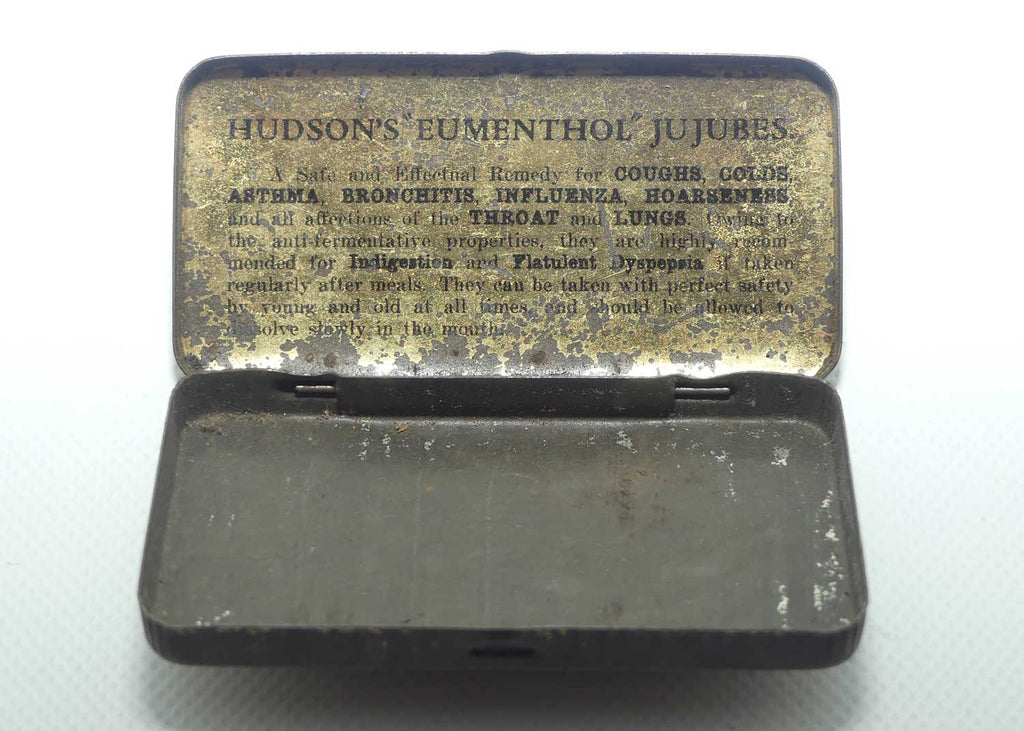 HUDSON'S "EUMENTHOL" JUJUBES.
A Safe and Effectual Remedy for COUGHS, COLDS,
ASTHMA, BRONCHITIS, INFLUENZA, HOARSENESS
and all affections of the THROAT and LUNGS. Owing to
the anti-fermentative properties, they are highly recom-
mended for Indigestion and Flatulent Dyspepsia if taken
regularly after meals. They can be taken with perfect safety
by young and old at all times, and should be allowed to
dissolve slowly in the mouth.